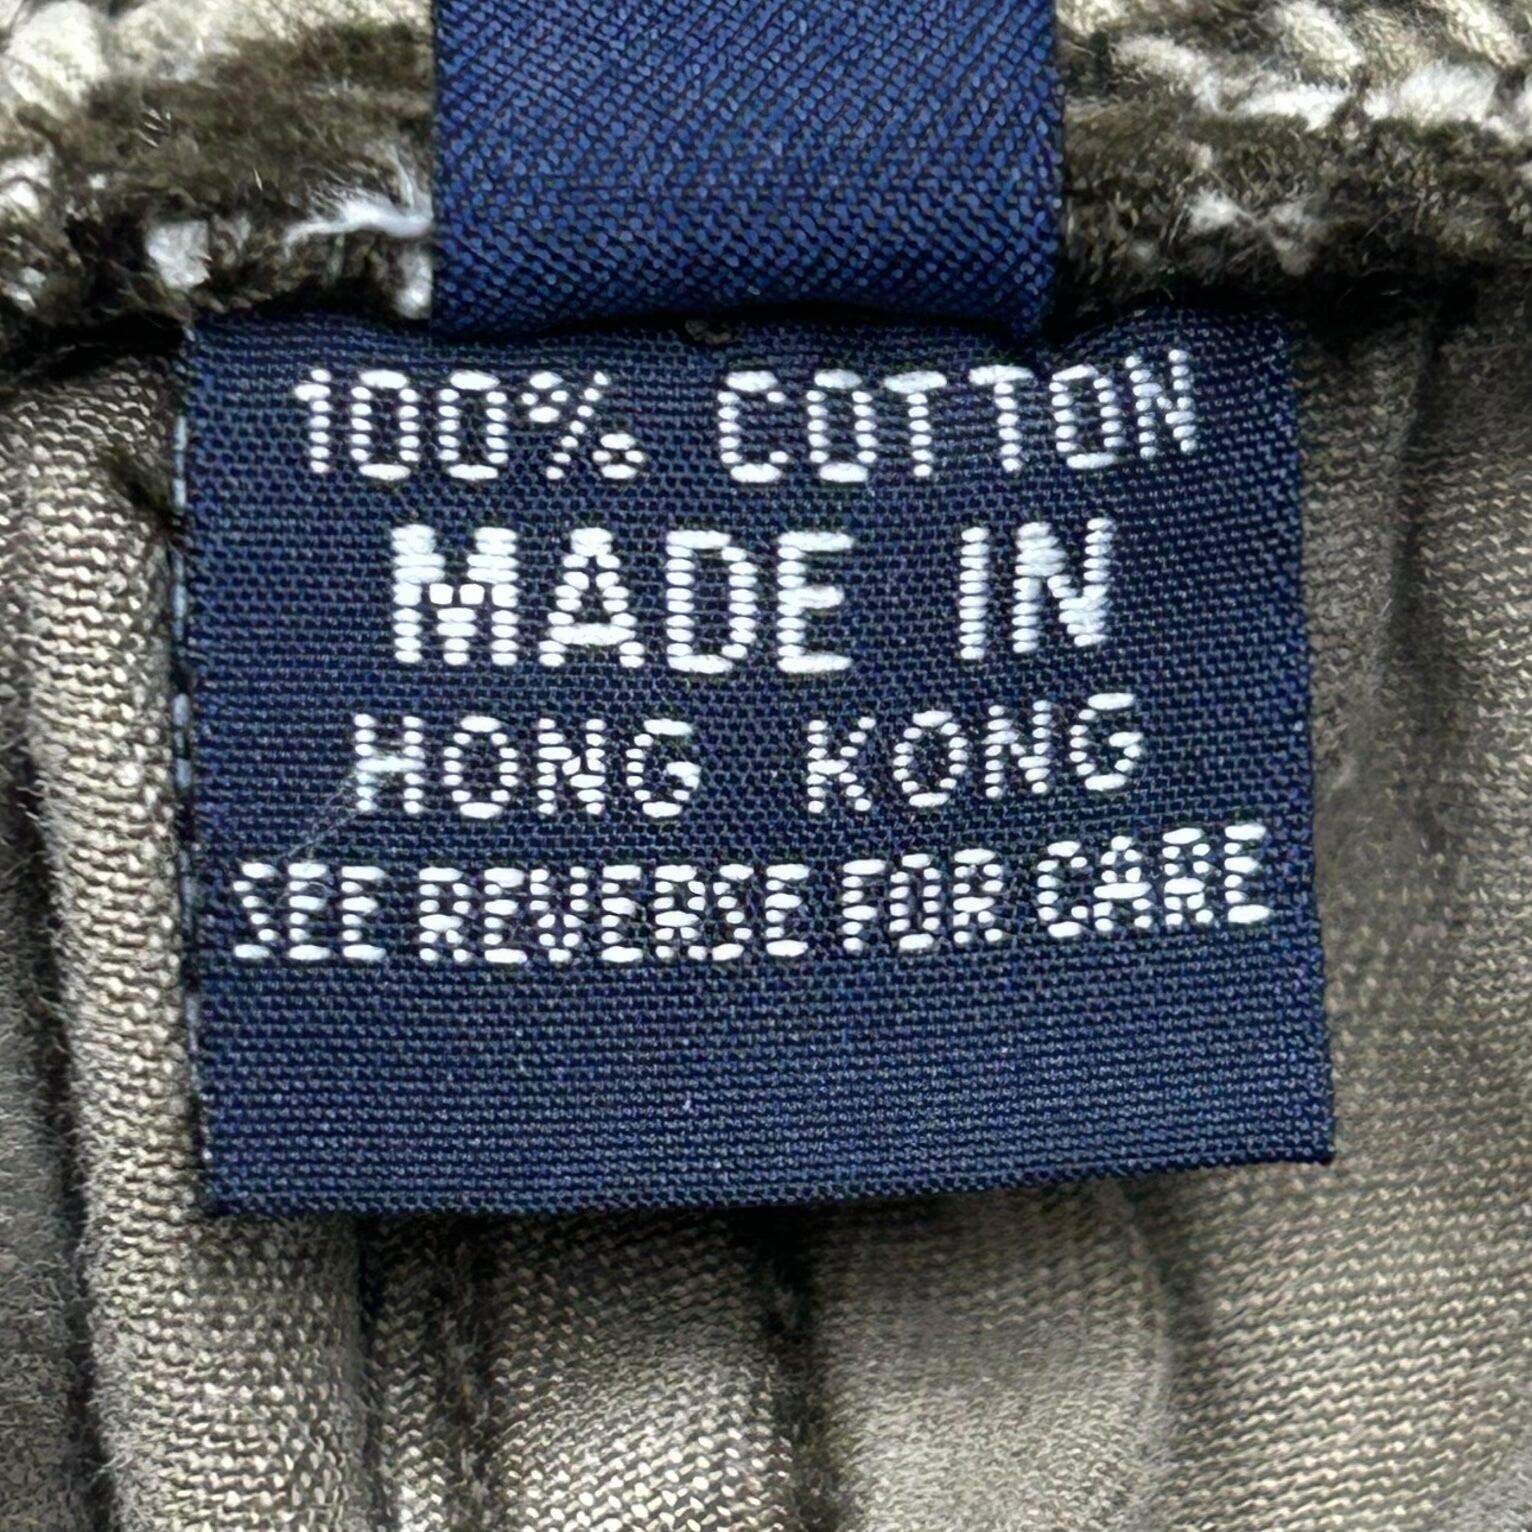 100% COTTON
MADE IN
HONG KONG
SEE REVERSE FOR CARE